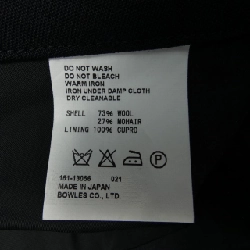 DO NOT WASH
DO NOT BLEACH
WARM IRON
IRON UNDER DAMP CLOTH
DRY CLEANABLE
SHELL 73% WOOL
27% MOHAIR
LINING 100% CUPRO
P
021
MADE IN JAPAN
BOWLES CO., LTD